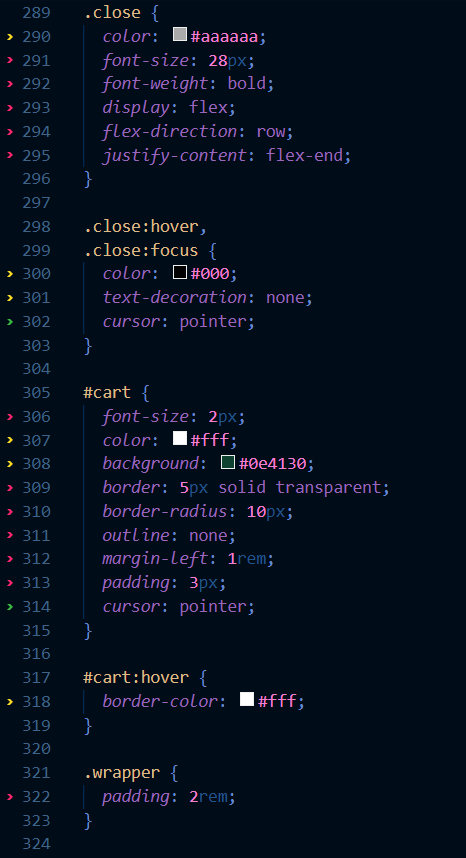 289 .close {
290 color: #aaaaaa;
291 font-size: 28px;
292 font-weight: bold;
293 display: flex;
294 flex-direction: row;
295 justify-content: flex-end;
296 }
297
298 .close:hover,
299 .close:focus {
300 color: #000;
301 text-decoration: none;
302 cursor: pointer;
303 }
304
305 #cart {
306 font-size: 2px;
307 color: #fff;
308 background: #0e4130;
309 border: 5px solid transparent;
310 border-radius: 10px;
311 outline: none;
312 margin-left: 1rem;
313 padding: 3px;
314 cursor: pointer;
315 }
316
317 #cart:hover {
318 border-color: #fff;
319 }
320
321 .wrapper {
322 padding: 2rem;
323 }
324